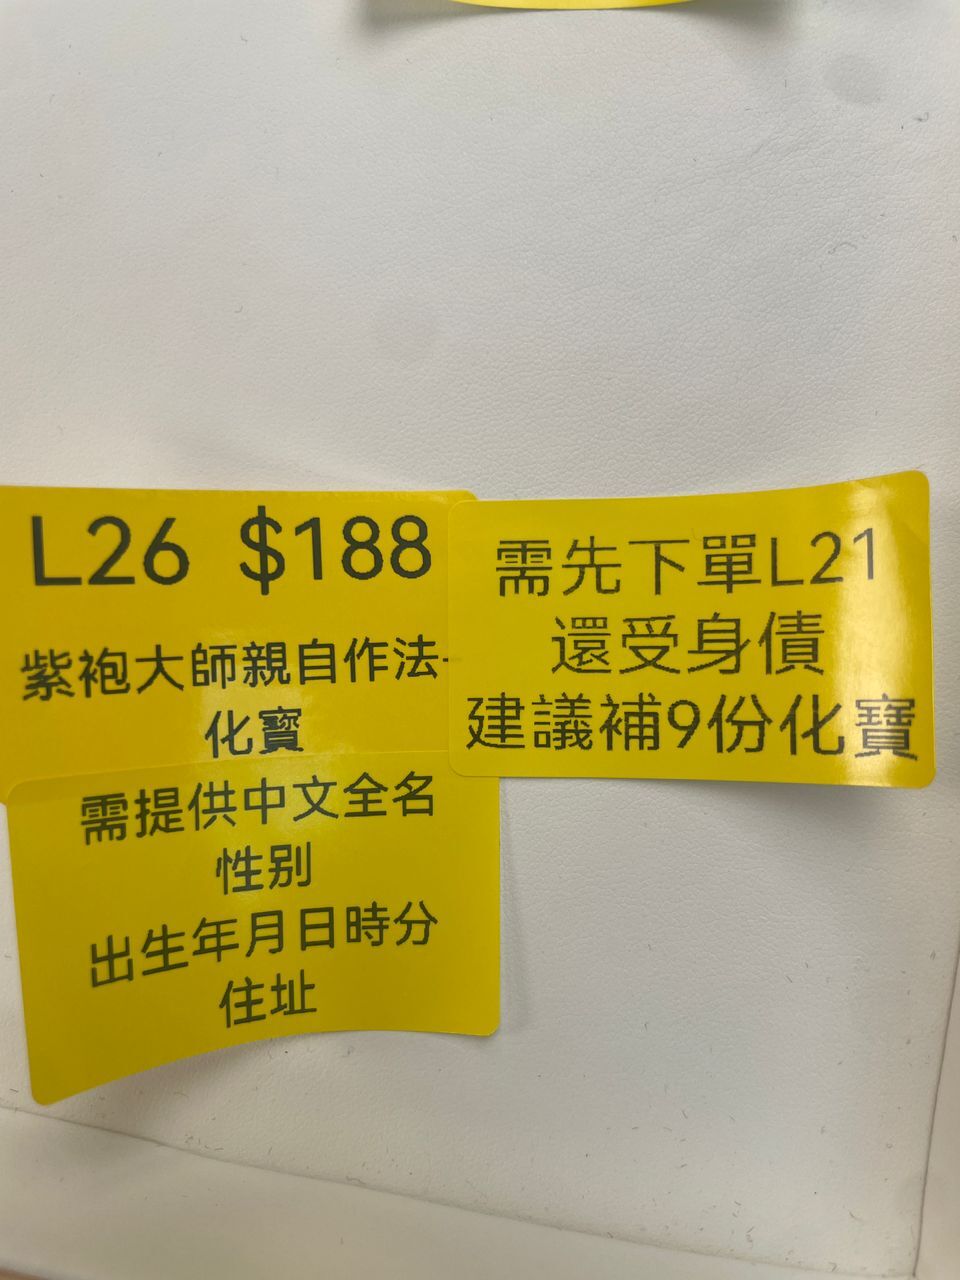 L26 $188
紫袍大師親自作法-
化寶
需先下單L21
還受身債
建議補9份化寶
需提供中文全名
性別
出生年月日時分
住址